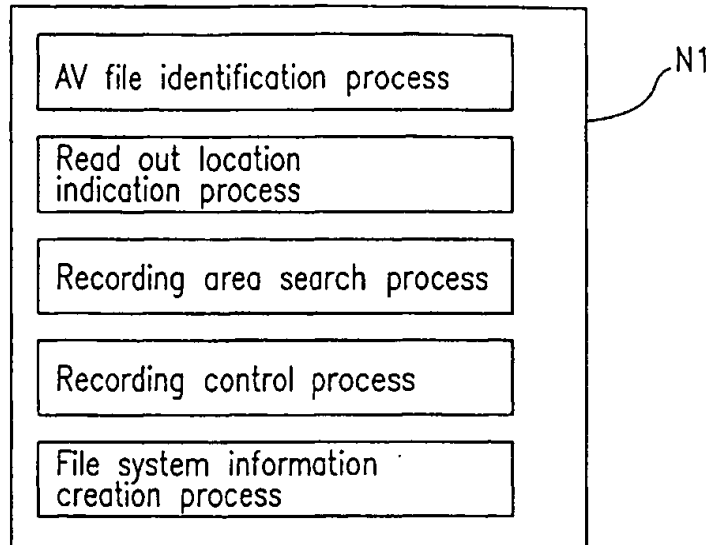 AV file identification process
N1
Read out location
indication process
Recording area search process
Recording control process
File system information
creation process